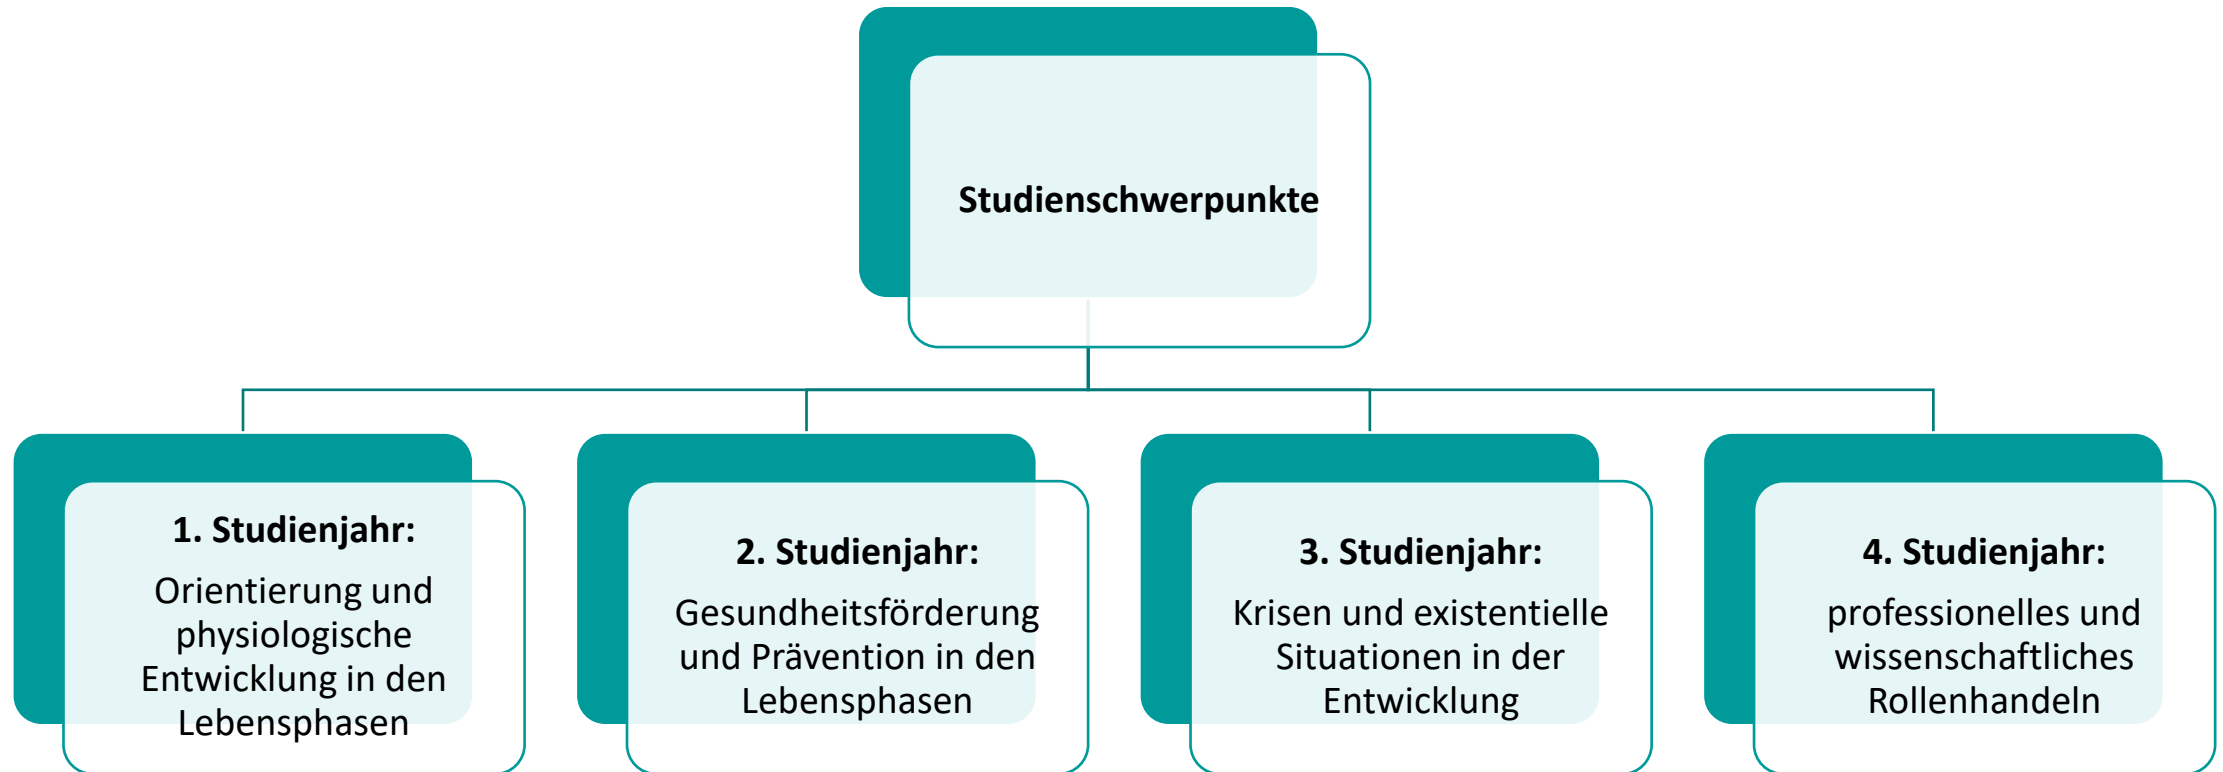 Studienschwerpunkte
1. Studienjahr:
Orientierung und
physiologische
Entwicklung in den
Lebensphasen
2. Studienjahr:
Gesundheitsförderung
und Prävention in den
Lebensphasen
3. Studienjahr:
Krisen und existentielle
Situationen in der
Entwicklung
4. Studienjahr:
professionelles und
wissenschaftliches
Rollenhandeln